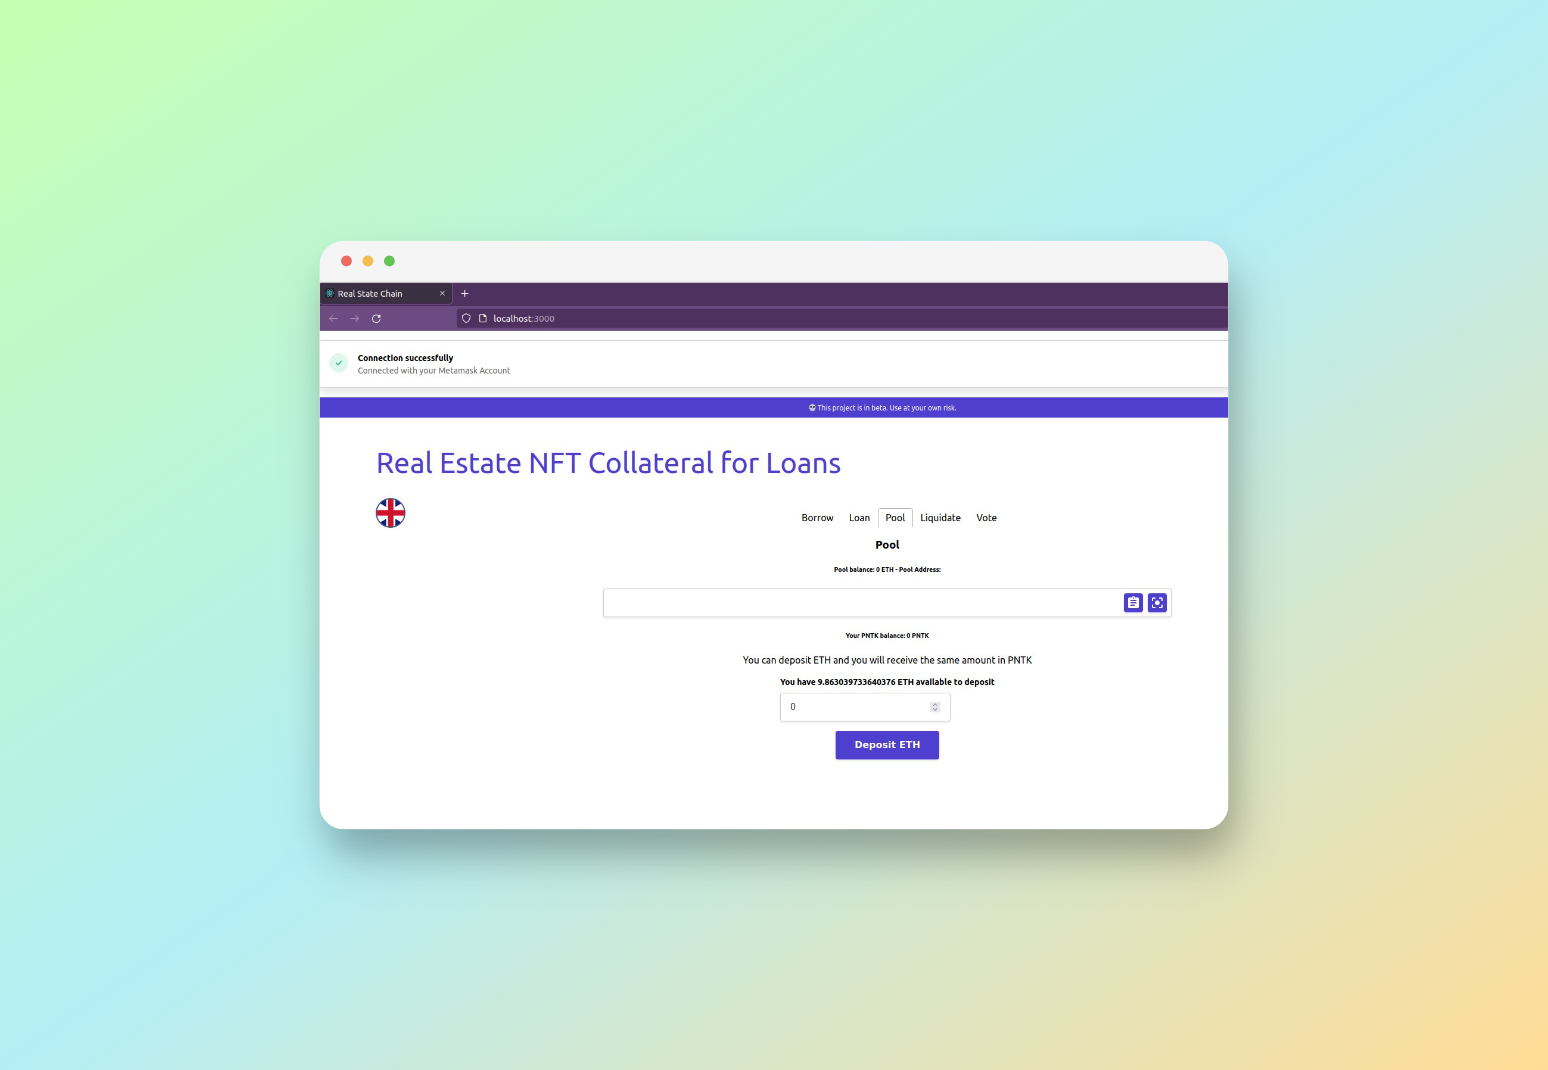 Real State Chain
localhost:3000
Connection successfully
Connected with your Metamask Account
This project is in beta. Use at your own risk.
Real Estate NFT Collateral for Loans
Borrow Loan Pool Liquidate Vote
Pool
Pool balance: 0 ETH - Pool Address:
Your PNTK balance: 0 PNTK
You can deposit ETH and you will receive the same amount in PNTK
You have 9.863039733640376 ETH available to deposit
0
Deposit ETH